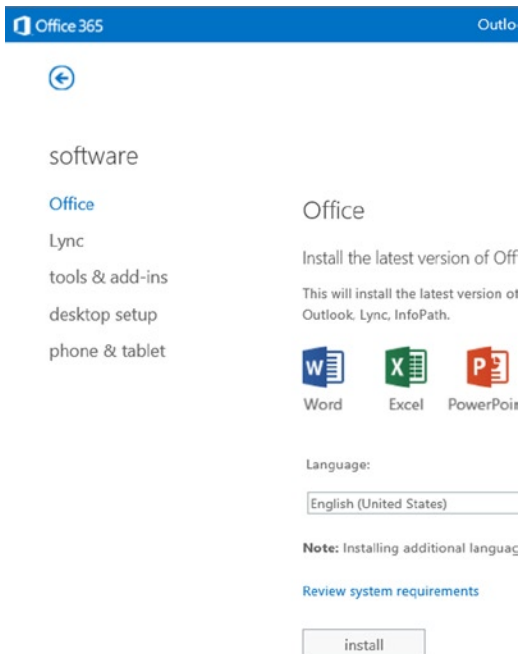 Office 365
Outlo
software
Office
Lync
tools & add-ins
desktop setup
phone & tablet
Office
Install the latest version of Off
This will install the latest version of
Outlook, Lync, InfoPath.
Word Excel PowerPoin
Language:
English (United States)
Note: Installing additional languag
Review system requirements
install